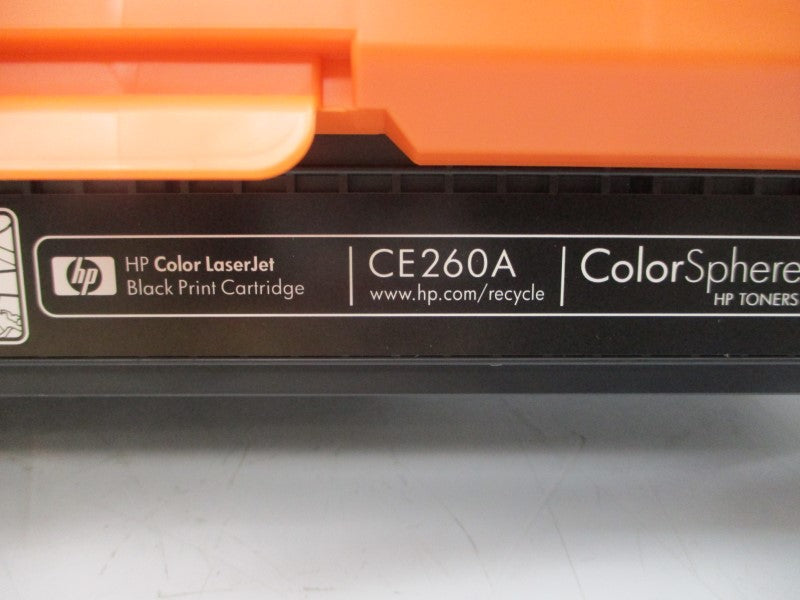 hp
HP Color LaserJet
Black Print Cartridge
CE260A
www.hp.com/recycle
ColorSphere
HP TONERS